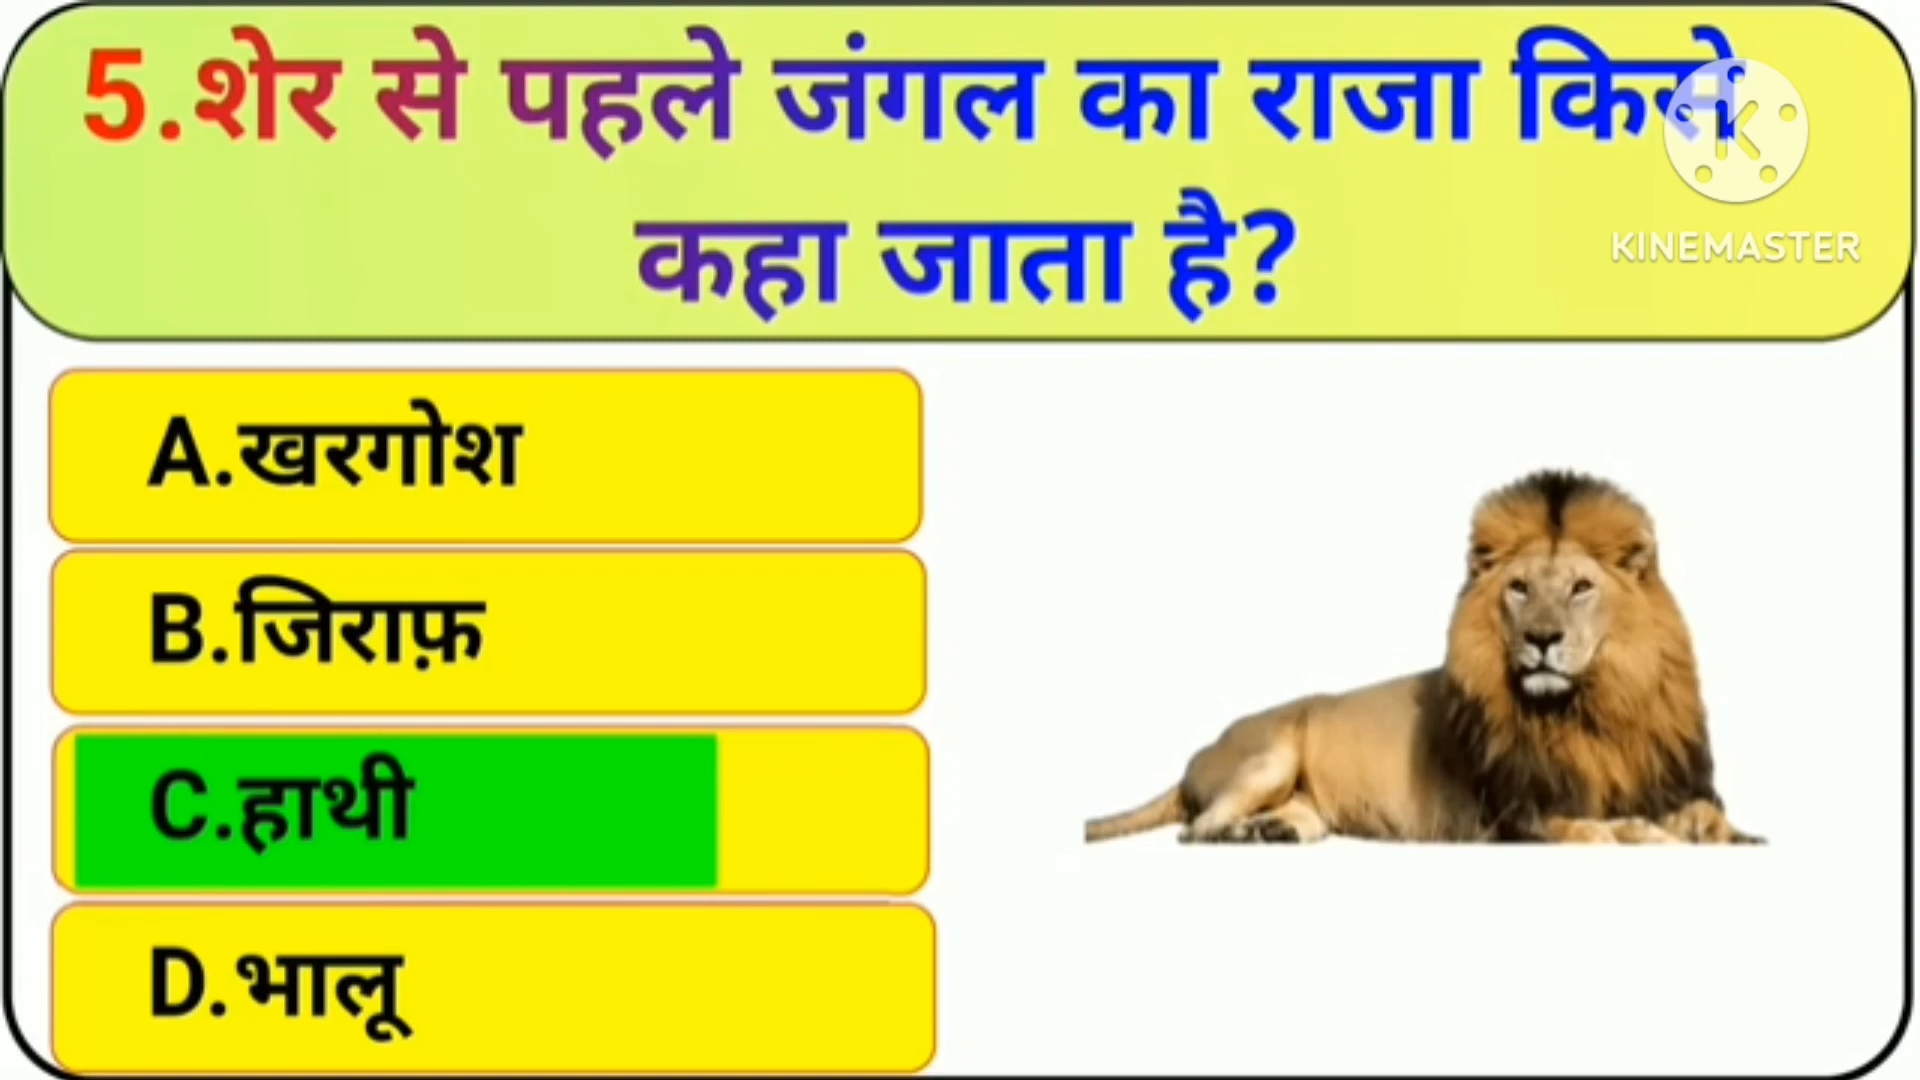 5.शेर से पहले जंगल का राजा किसे
कहा जाता है?
KINEMASTER
A.खरगोश
B.जिराफ़
C.हाथी
D.भालू